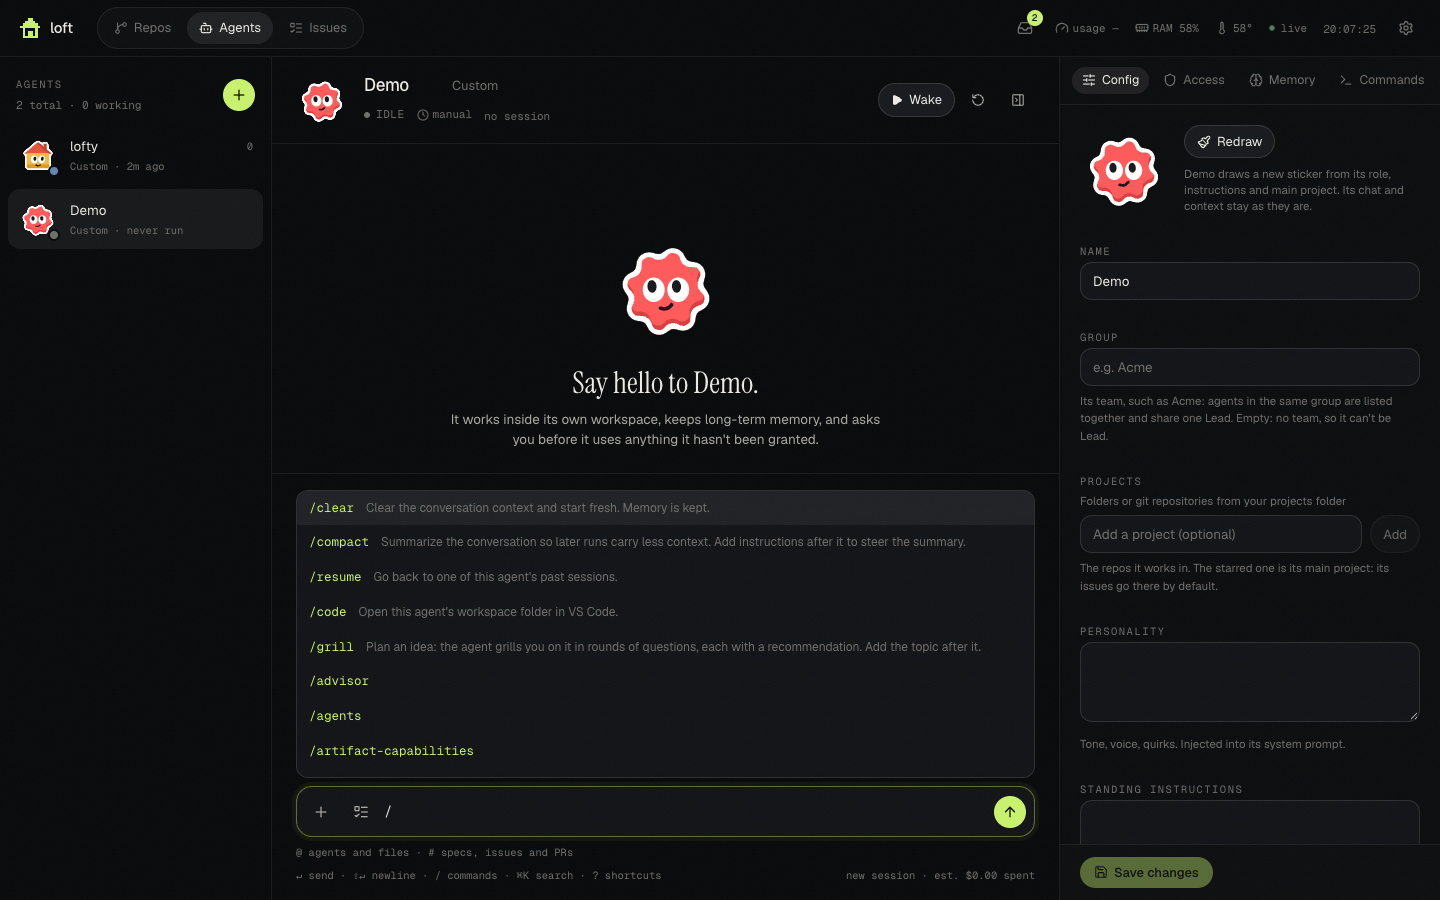 loft
Repos
Agents
Issues
2
usage —
RAM 58%
58°
live
20:07:25
AGENTS
2 total · 0 working
lofty
0
Custom · 2m ago
Demo
Custom · never run
Demo
Custom
IDLE
manual
no session
Wake
Say hello to Demo.
It works inside its own workspace, keeps long-term memory, and asks
you before it uses anything it hasn't been granted.
/clear Clear the conversation context and start fresh. Memory is kept.
/compact Summarize the conversation so later runs carry less context. Add instructions after it to steer the summary.
/resume Go back to one of this agent's past sessions.
/code Open this agent's workspace folder in VS Code.
/grill Plan an idea: the agent grills you on it in rounds of questions, each with a recommendation. Add the topic after it.
/advisor
/agents
/artifact-capabilities
/
@ agents and files · # specs, issues and PRs
↵ send · ⇧↵ newline · / commands · ⌘K search · ? shortcuts
new session · est. $0.00 spent
Config
Access
Memory
Commands
Redraw
Demo draws a new sticker from its role,
instructions and main project. Its chat and
context stay as they are.
NAME
Demo
GROUP
e.g. Acme
Its team, such as Acme: agents in the same group are listed
together and share one Lead. Empty: no team, so it can't be
Lead.
PROJECTS
Folders or git repositories from your projects folder
Add a project (optional)
Add
The repos it works in. The starred one is its main project: its
issues go there by default.
PERSONALITY
Tone, voice, quirks. Injected into its system prompt.
STANDING INSTRUCTIONS
Save changes